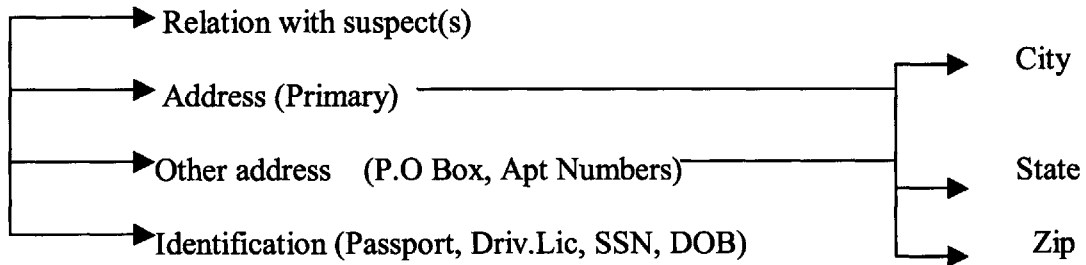 Relation with suspect(s)
Address (Primary)
Other address (P.O Box, Apt Numbers)
Identification (Passport, Driv.Lic, SSN, DOB)
City
State
Zip